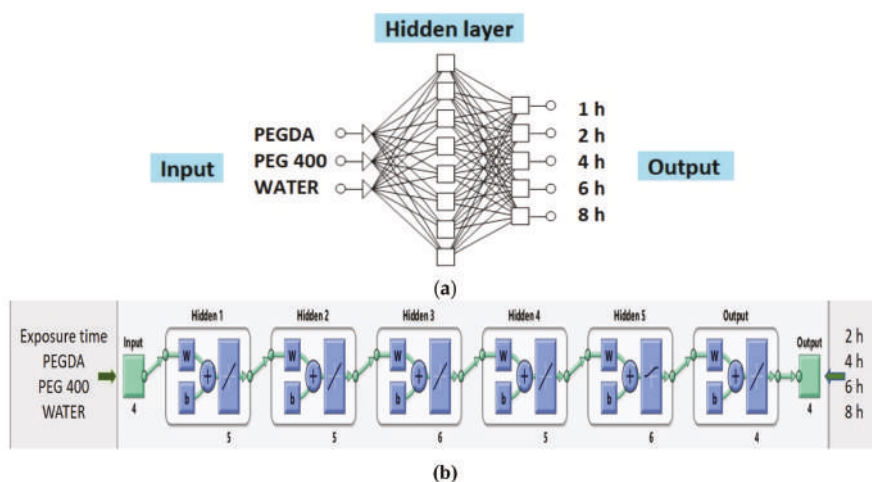 Hidden layer
PEGDA
PEG 400
WATER
Input
1 h
2 h
4 h
6 h
8 h
Output
(a)
Exposure time
PEGDA
PEG 400
WATER
Input
4
Hidden 1
W
b
+
5
Hidden 2
W
b
+
5
Hidden 3
W
b
+
6
Hidden 4
W
b
+
5
Hidden 5
W
b
+
6
Output
W
b
+
4
Output
4
2 h
4 h
6 h
8 h
(b)